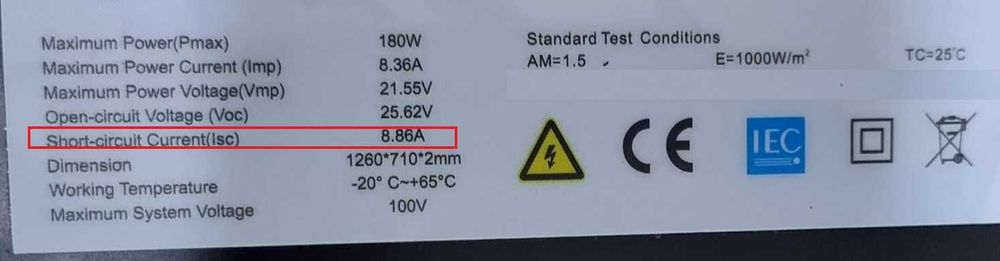 Maximum Power(Pmax) 180W
Maximum Power Current (Imp) 8.36A
Maximum Power Voltage(Vmp) 21.55V
Open-circuit Voltage (Voc) 25.62V
Short-circuit Current(Isc) 8.86A
Dimension 1260*710*2mm
Working Temperature -20° C~+65°C
Maximum System Voltage 100V
Standard Test Conditions
AM=1.5 E=1000W/m² TC=25°C
CE
IEC